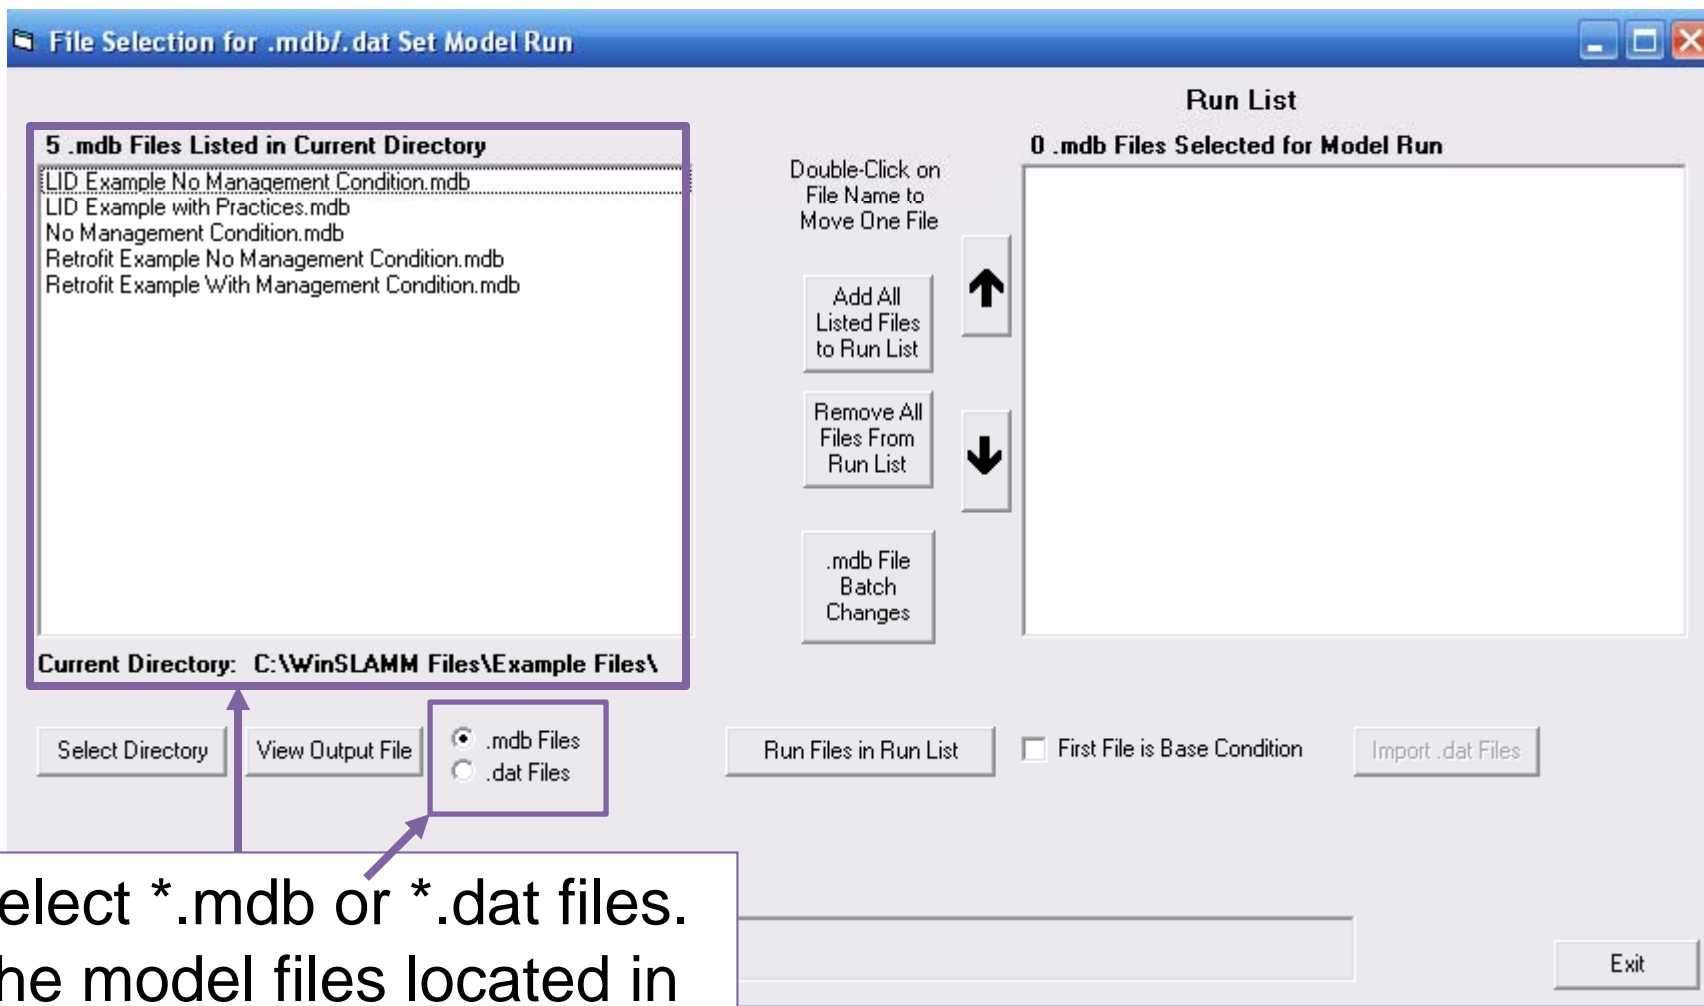 File Selection for .mdb/.dat Set Model Run
Run List
5 .mdb Files Listed in Current Directory
LID Example No Management Condition.mdb
LID Example with Practices.mdb
No Management Condition.mdb
Retrofit Example No Management Condition.mdb
Retrofit Example With Management Condition.mdb
Current Directory: C:\WinSLAMM Files\Example Files\
Double-Click on
File Name to
Move One File
Add All
Listed Files
to Run List
Remove All
Files From
Run List
.mdb File
Batch
Changes
0 .mdb Files Selected for Model Run
Select Directory
View Output File
.mdb Files
.dat Files
Run Files in Run List
First File is Base Condition
Import .dat Files
elect *.mdb or *.dat files.
he model files located in
Exit